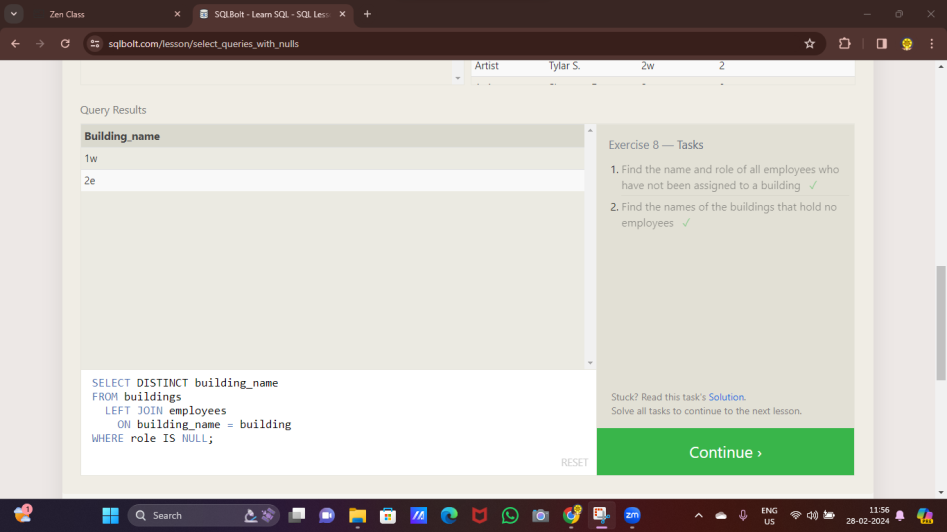 Zen Class
SQLBolt - Learn SQL - SQL Less
sqlbolt.com/lesson/select_queries_with_nulls
Artist Tylar S. 2w 2
Query Results
Building_name
1w
2e
Exercise 8 — Tasks
1. Find the name and role of all employees who
have not been assigned to a building ✓
2. Find the names of the buildings that hold no
employees ✓
SELECT DISTINCT building_name
FROM buildings
LEFT JOIN employees
ON building_name = building
WHERE role IS NULL;
RESET
Stuck? Read this task's Solution.
Solve all tasks to continue to the next lesson.
Continue ›
1
Search
zm
ENG
US
11:56
28-02-2024